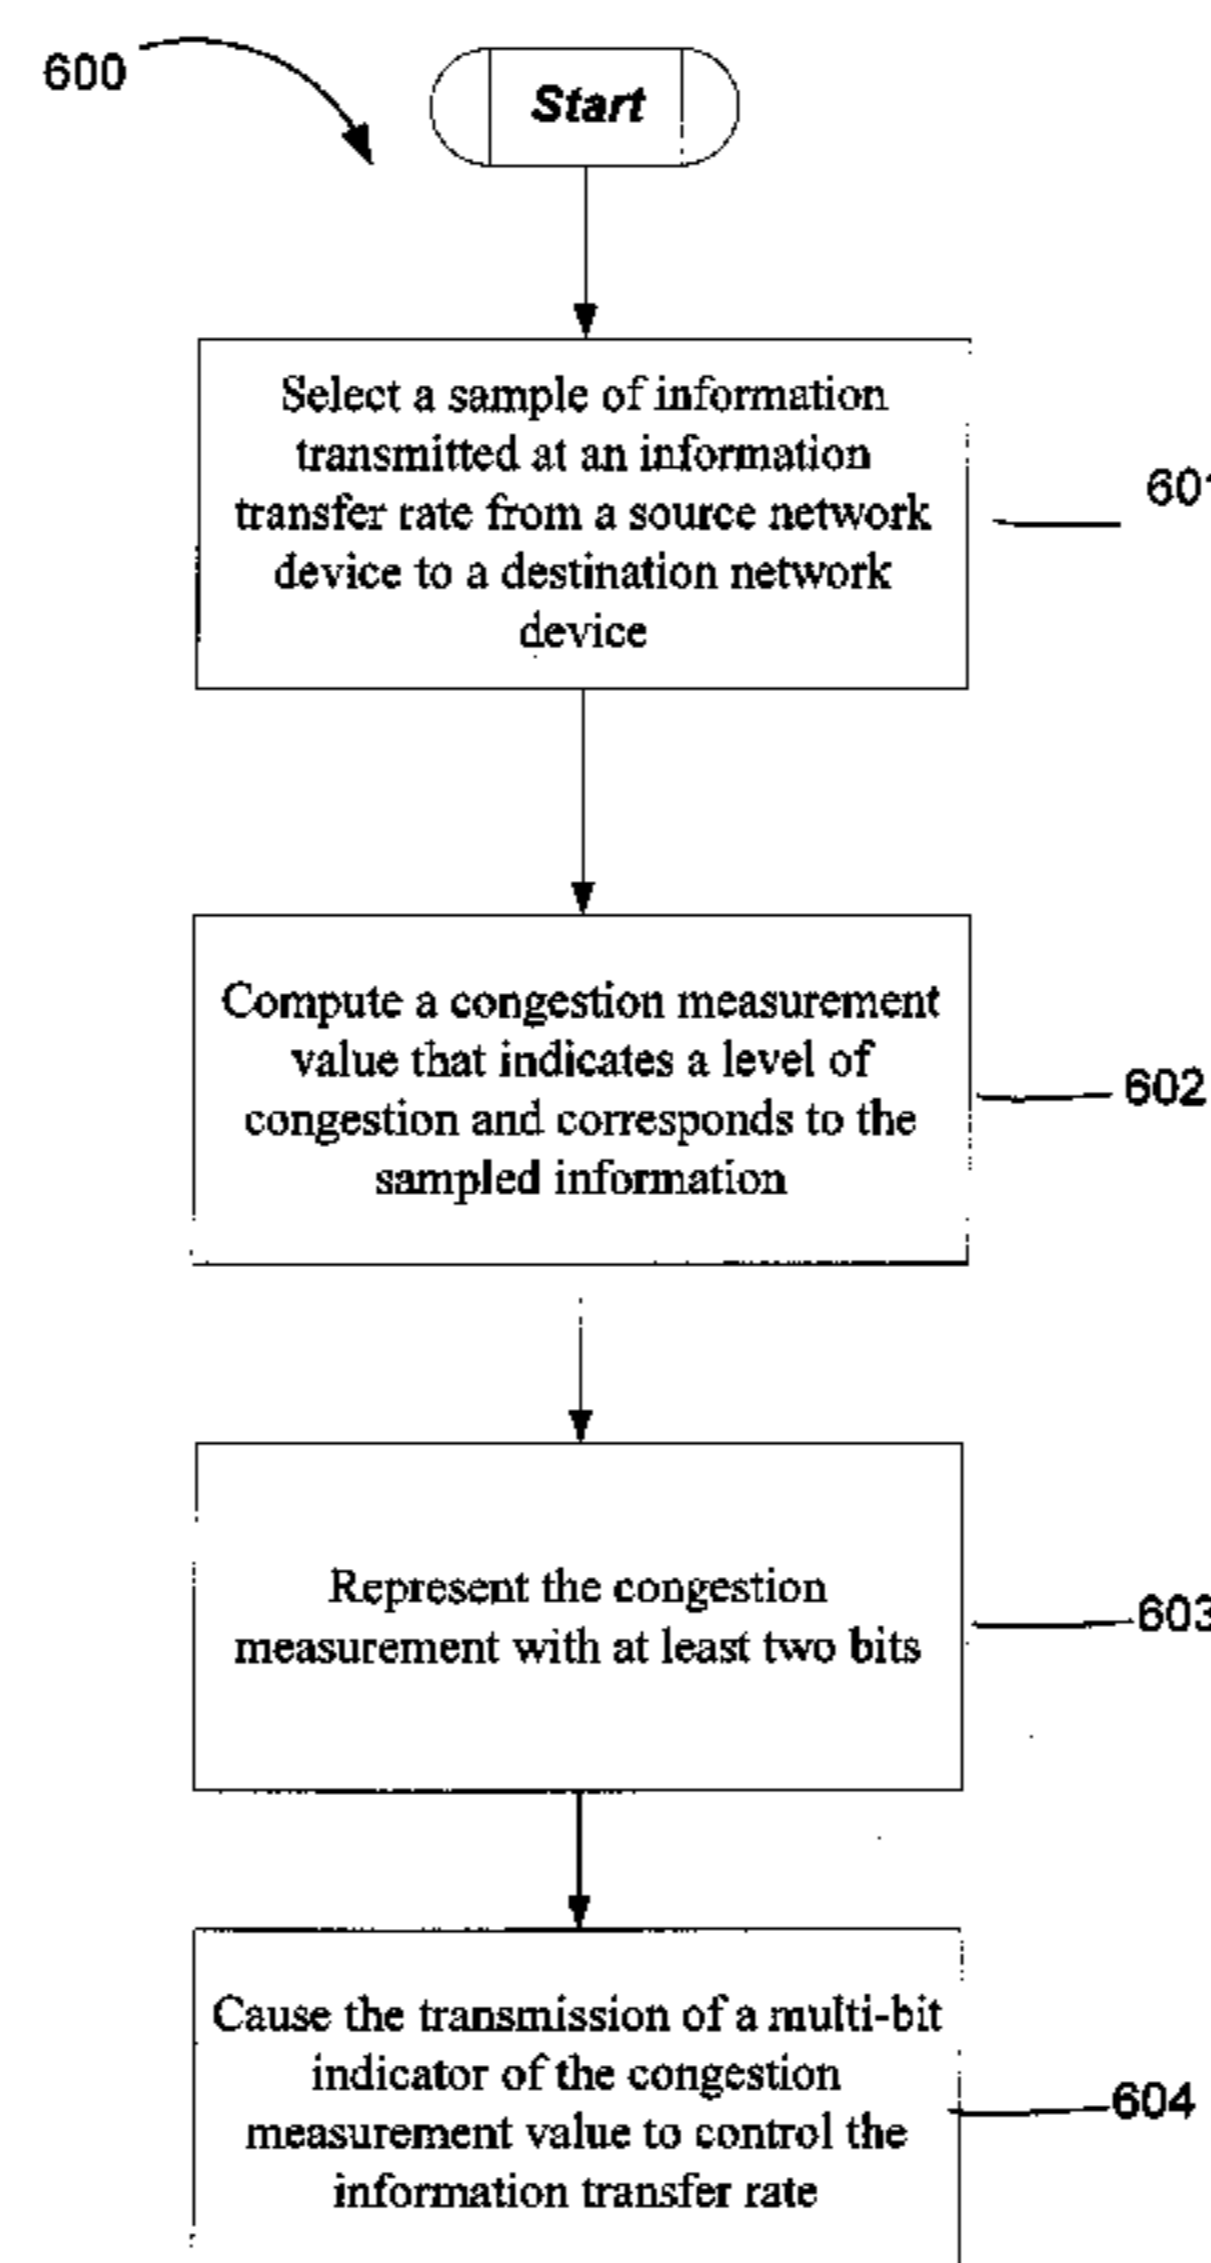 600
Start
Select a sample of information
transmitted at an information
transfer rate from a source network
device to a destination network
device
601
Compute a congestion measurement
value that indicates a level of
congestion and corresponds to the
sampled information
602
Represent the congestion
measurement with at least two bits
603
Cause the transmission of a multi-bit
indicator of the congestion
measurement value to control the
information transfer rate
604